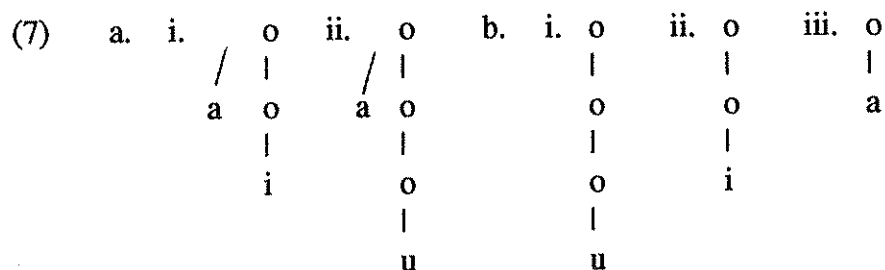 (7) a. i. o ii. o b. i. o ii. o iii. o
/ | / | | | |
a o a o o o a
| | | |
i o o i
| |
u u